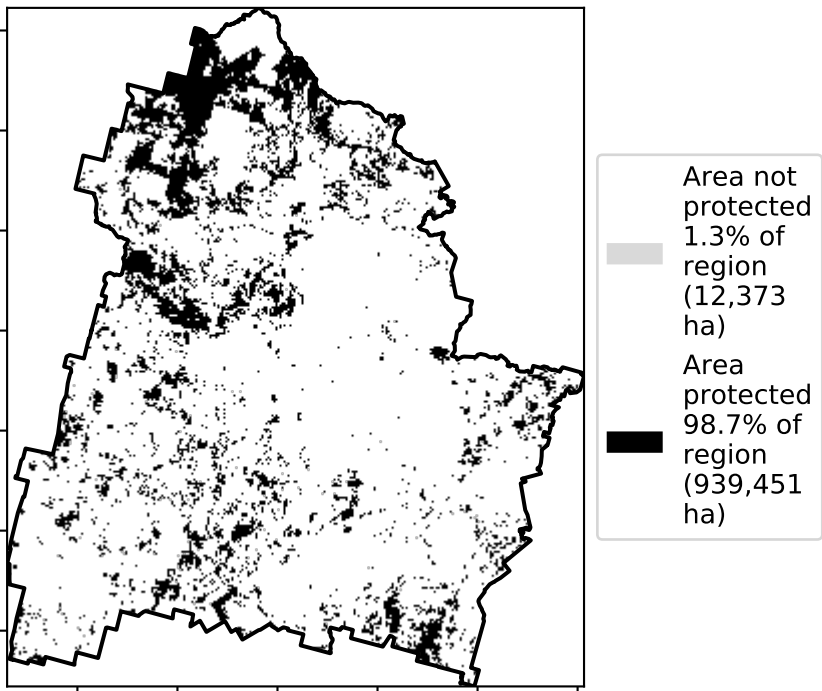 Area not
protected
1.3% of
region
(12,373
ha)
Area
protected
98.7% of
region
(939,451
ha)